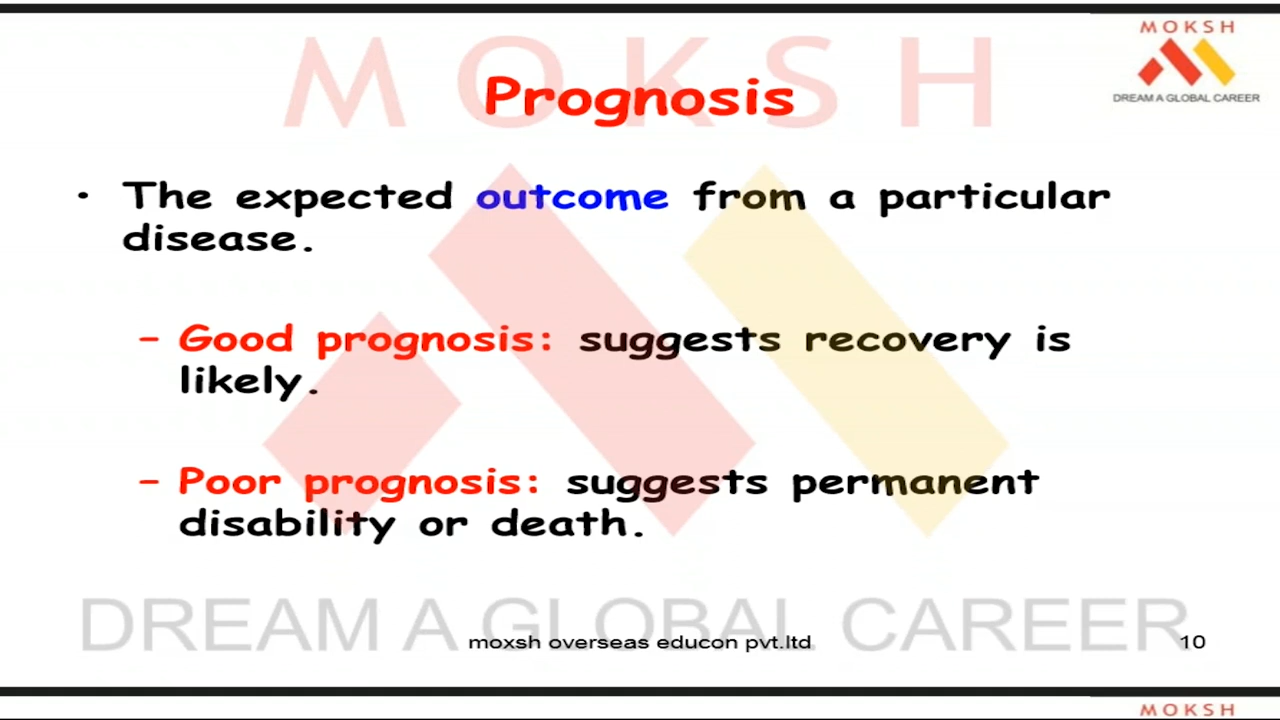 MOKSH
DREAM A GLOBAL CAREER
MOKSH
Prognosis
• The expected outcome from a particular
disease.
– Good prognosis: suggests recovery is
likely.
– Poor prognosis: suggests permanent
disability or death.
DREAM A GLOBAL CAREER
moxsh overseas educon pvt.ltd
10
MOKSH